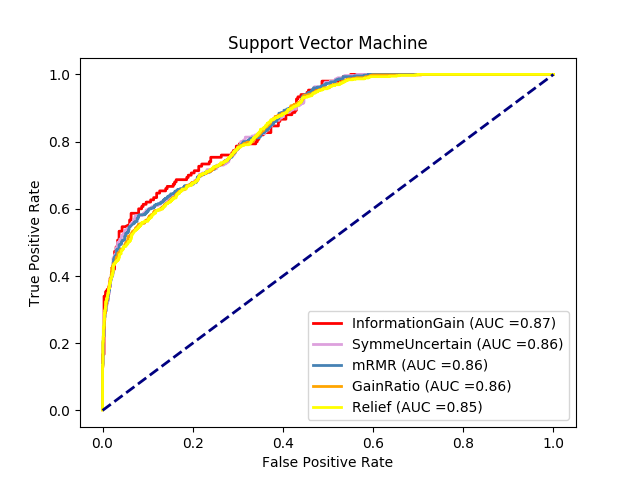 Support Vector Machine
True Positive Rate
1.0
0.8
0.6
0.4
0.2
0.0
InformationGain (AUC =0.87)
SymmeUncertain (AUC =0.86)
mRMR (AUC =0.86)
GainRatio (AUC =0.86)
Relief (AUC =0.85)
0.0 0.2 0.4 0.6 0.8 1.0
False Positive Rate